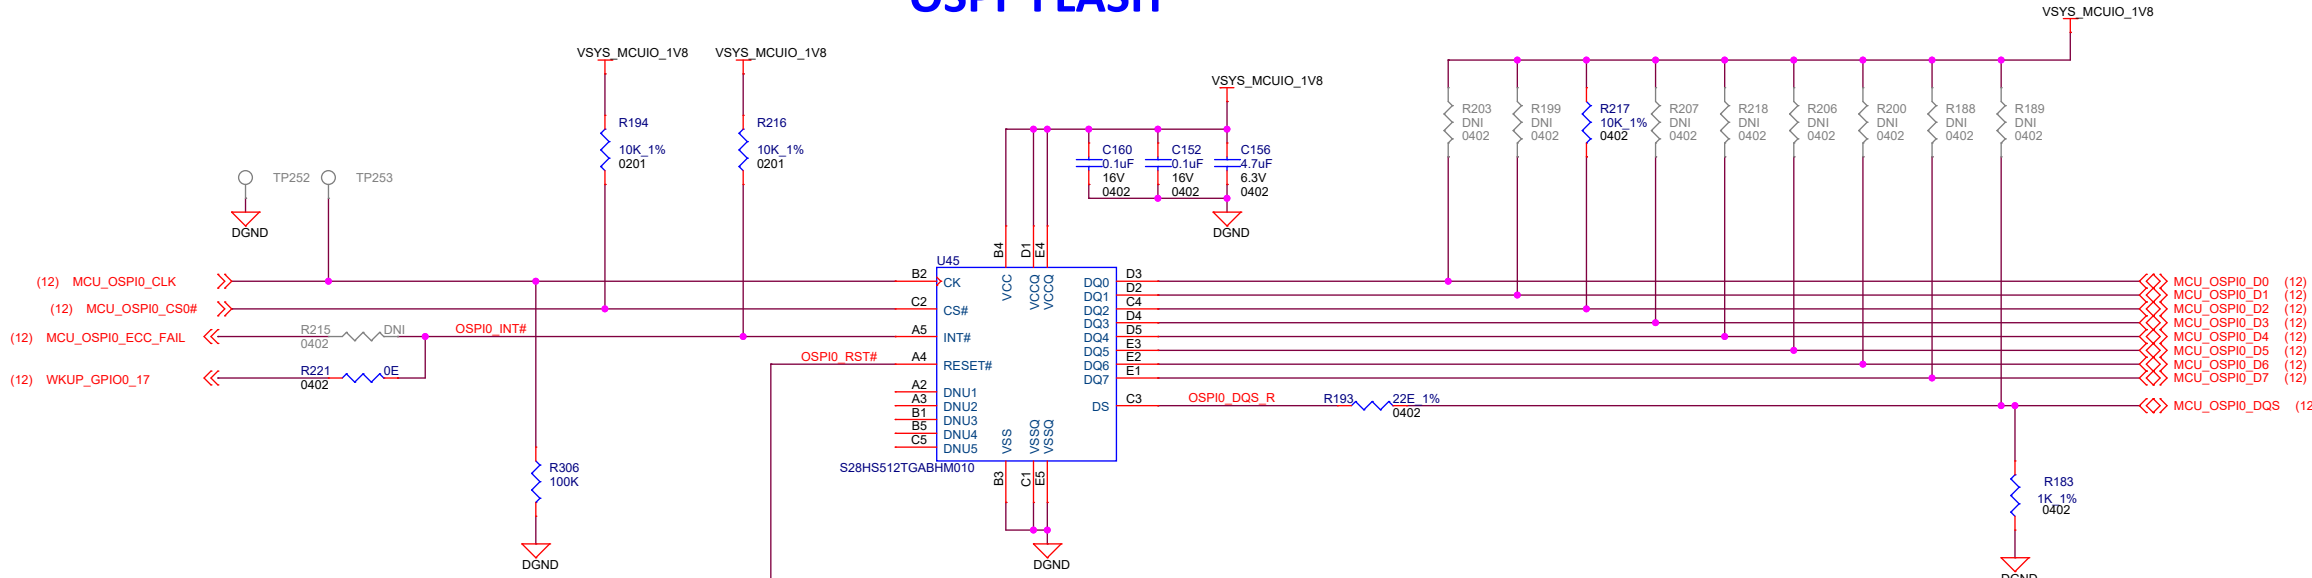 OSPI FLASH
VSYS_MCUIO_1V8
VSYS_MCUIO_1V8
VSYS_MCUIO_1V8
VSYS_MCUIO_1V8
R203
DNI
0402
R199
DNI
0402
R217
10K_1%
0402
R207
DNI
0402
R218
DNI
0402
R206
DNI
0402
R200
DNI
0402
R188
DNI
0402
R189
DNI
0402
R194
10K_1%
0201
R216
10K_1%
0201
C160
0.1uF
16V
0402
C152
0.1uF
16V
0402
C156
4.7uF
6.3V
0402
TP252
TP253
DGND
DGND
(12) MCU_OSPI0_CLK
(12) MCU_OSPI0_CS0#
(12) MCU_OSPI0_ECC_FAIL
(12) WKUP_GPIO0_17
R215
DNI
0402
R221
0E
0402
OSPI0_INT#
OSPI0_RST#
U45
B4
D1
E4
VCC
VCCQ
VCCQ
B2 CK
C2 CS#
A5 INT#
A4 RESET#
A2 DNU1
A3 DNU2
B1 DNU3
B5 DNU4
C5 DNU5
DQ0 D3
DQ1 D2
DQ2 C4
DQ3 D4
DQ4 D5
DQ5 E3
DQ6 E2
DQ7 E1
DS C3
VSS
VSSQ
VSSQ
B3
C1
E5
S28HS512TGABHM010
OSPI0_DQS_R
R193
22E_1%
0402
MCU_OSPI0_D0 (12)
MCU_OSPI0_D1 (12)
MCU_OSPI0_D2 (12)
MCU_OSPI0_D3 (12)
MCU_OSPI0_D4 (12)
MCU_OSPI0_D5 (12)
MCU_OSPI0_D6 (12)
MCU_OSPI0_D7 (12)
MCU_OSPI0_DQS (12
R306
100K
R183
1K_1%
0402
DGND
DGND
DGND